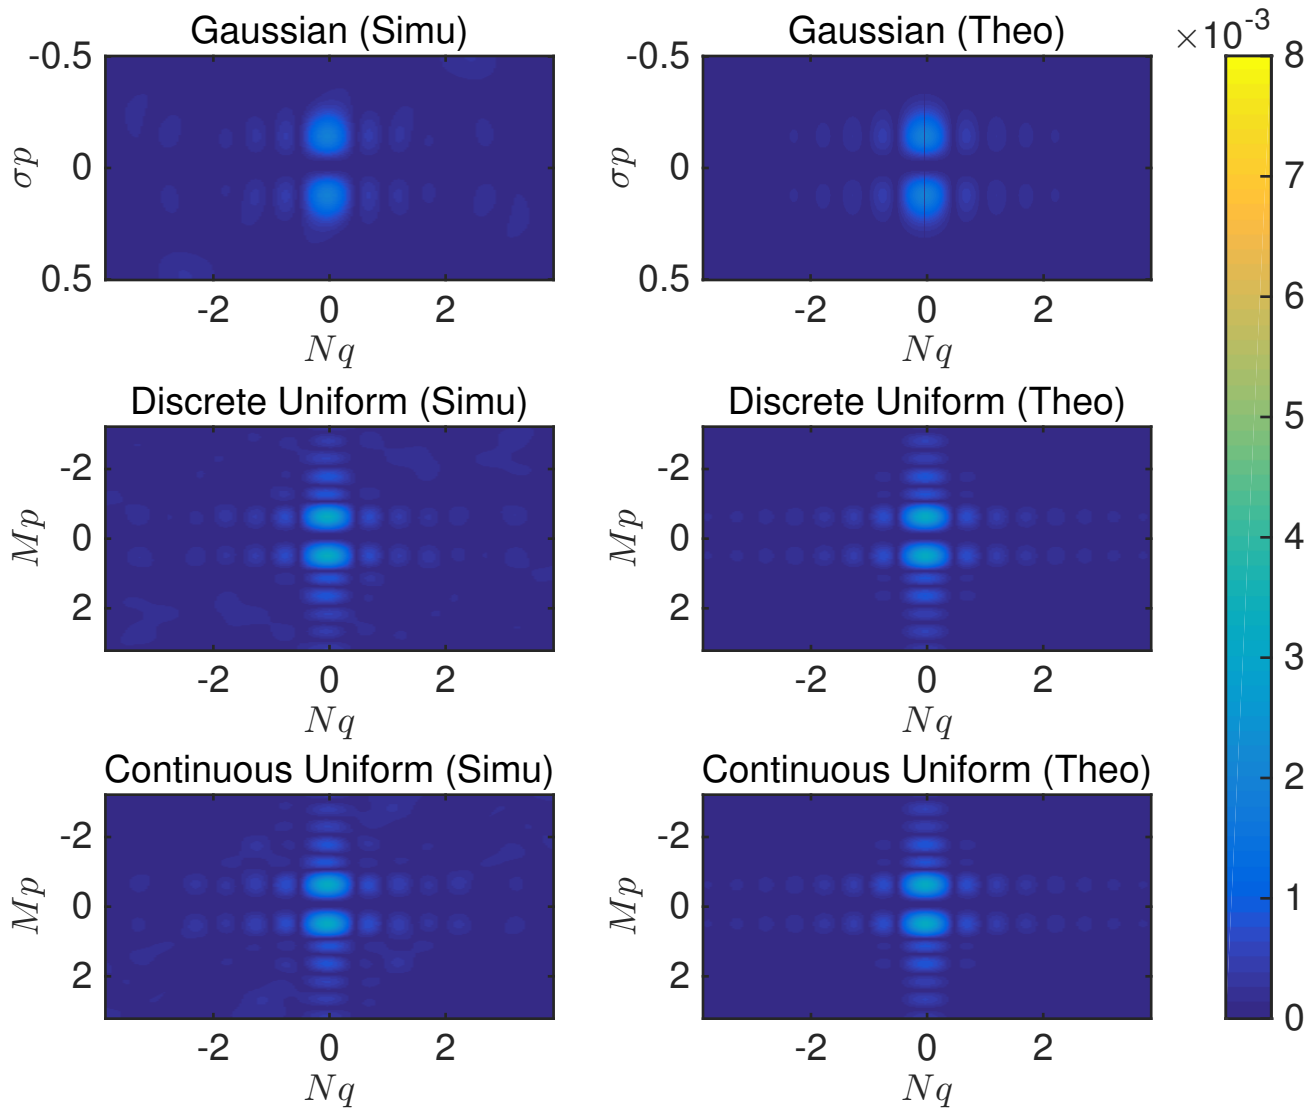 Gaussian (Simu)
Gaussian (Theo)
×10⁻³
-0.5
0
0.5
σp
-2 0 2
Nq
-0.5
0
0.5
σp
-2 0 2
Nq
Discrete Uniform (Simu)
Discrete Uniform (Theo)
-2
0
2
Mp
-2 0 2
Nq
-2
0
2
Mp
-2 0 2
Nq
Continuous Uniform (Simu)
Continuous Uniform (Theo)
-2
0
2
Mp
-2 0 2
Nq
-2
0
2
Mp
-2 0 2
Nq
8
7
6
5
4
3
2
1
0